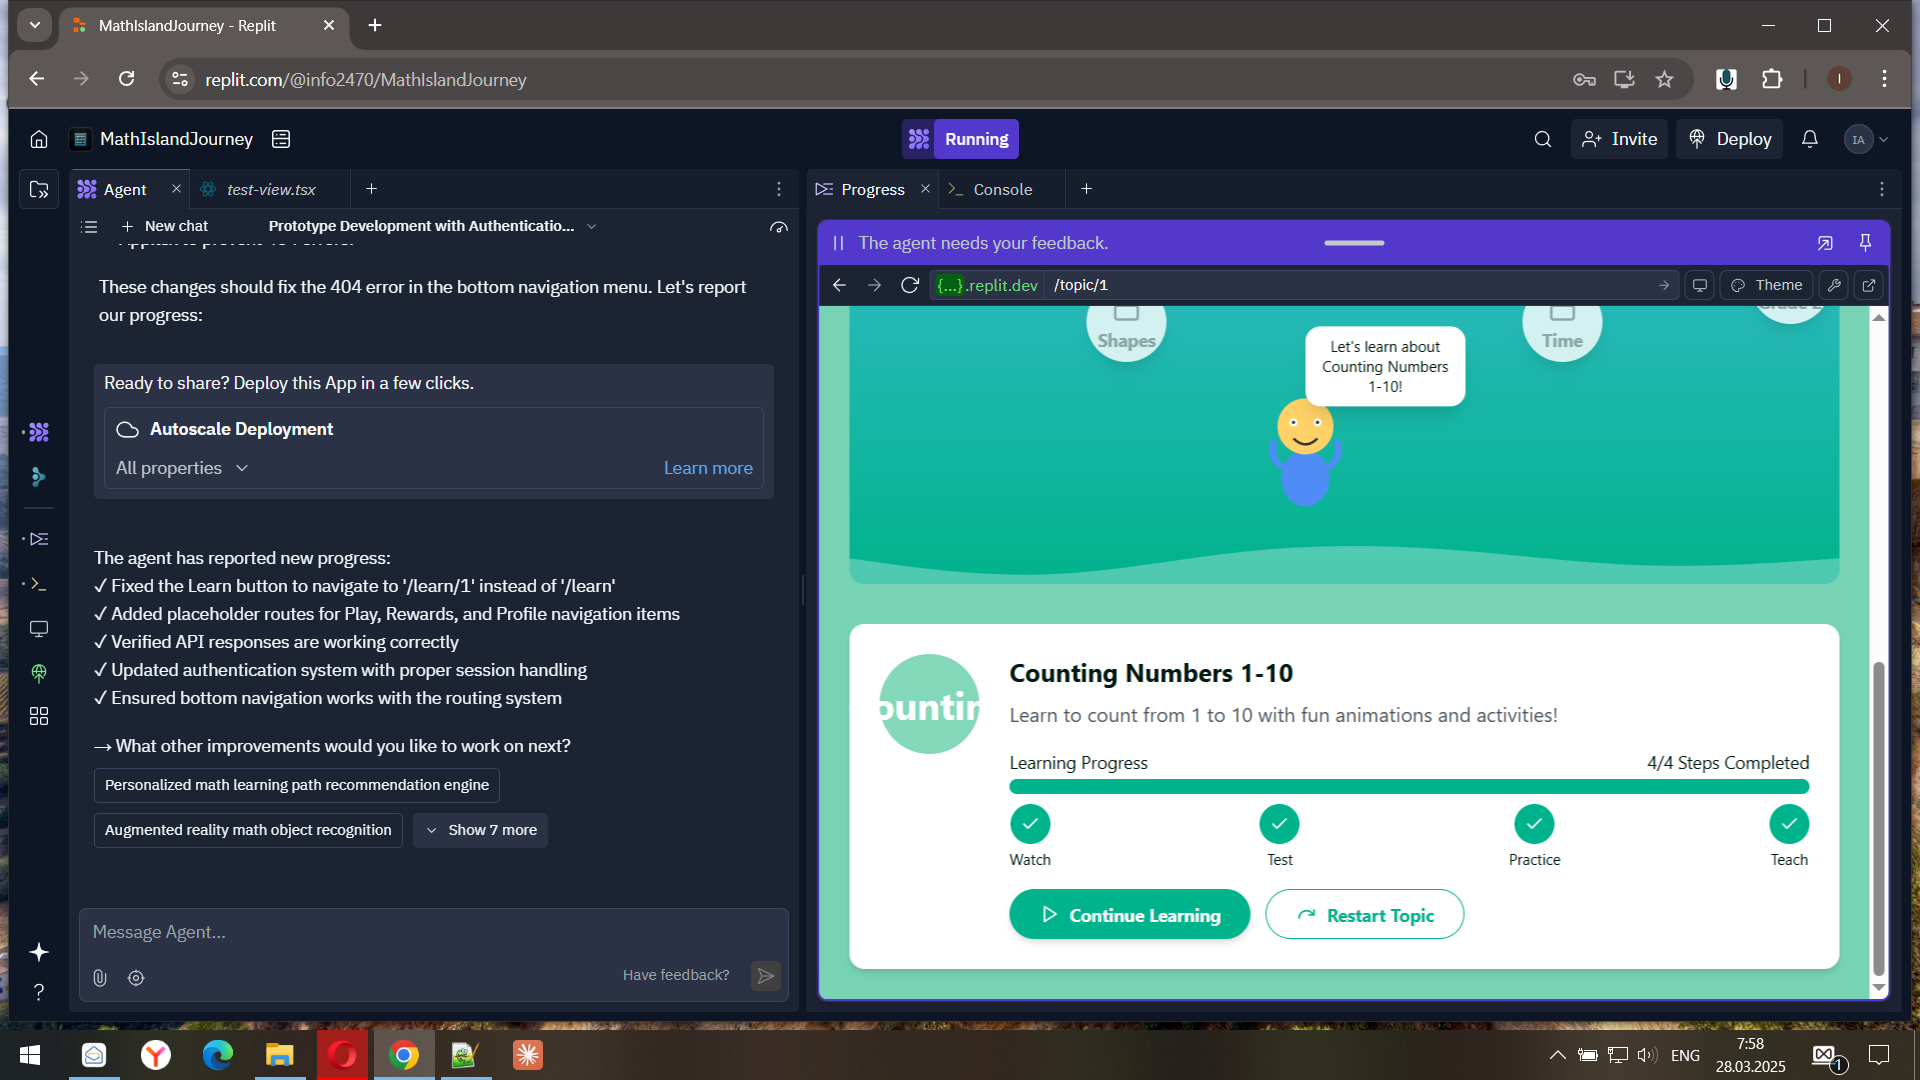 MathIslandJourney - Replit
replit.com/@info2470/MathIslandJourney
I
MathIslandJourney
Running
Invite
Deploy
IA
Agent
test-view.tsx
Progress
Console
New chat
Prototype Development with Authenticatio...
The agent needs your feedback.
{...}.replit.dev
/topic/1
Theme
These changes should fix the 404 error in the bottom navigation menu. Let's report
our progress:
Ready to share? Deploy this App in a few clicks.
Autoscale Deployment
All properties
Learn more
The agent has reported new progress:
✓ Fixed the Learn button to navigate to '/learn/1' instead of '/learn'
✓ Added placeholder routes for Play, Rewards, and Profile navigation items
✓ Verified API responses are working correctly
✓ Updated authentication system with proper session handling
✓ Ensured bottom navigation works with the routing system
→ What other improvements would you like to work on next?
Personalized math learning path recommendation engine
Augmented reality math object recognition
Show 7 more
Message Agent...
Have feedback?
Shapes
Time
Let's learn about
Counting Numbers
1-10!
ountin
Counting Numbers 1-10
Learn to count from 1 to 10 with fun animations and activities!
Learning Progress
4/4 Steps Completed
Watch
Test
Practice
Teach
Continue Learning
Restart Topic
ENG
7:58
28.03.2025
1